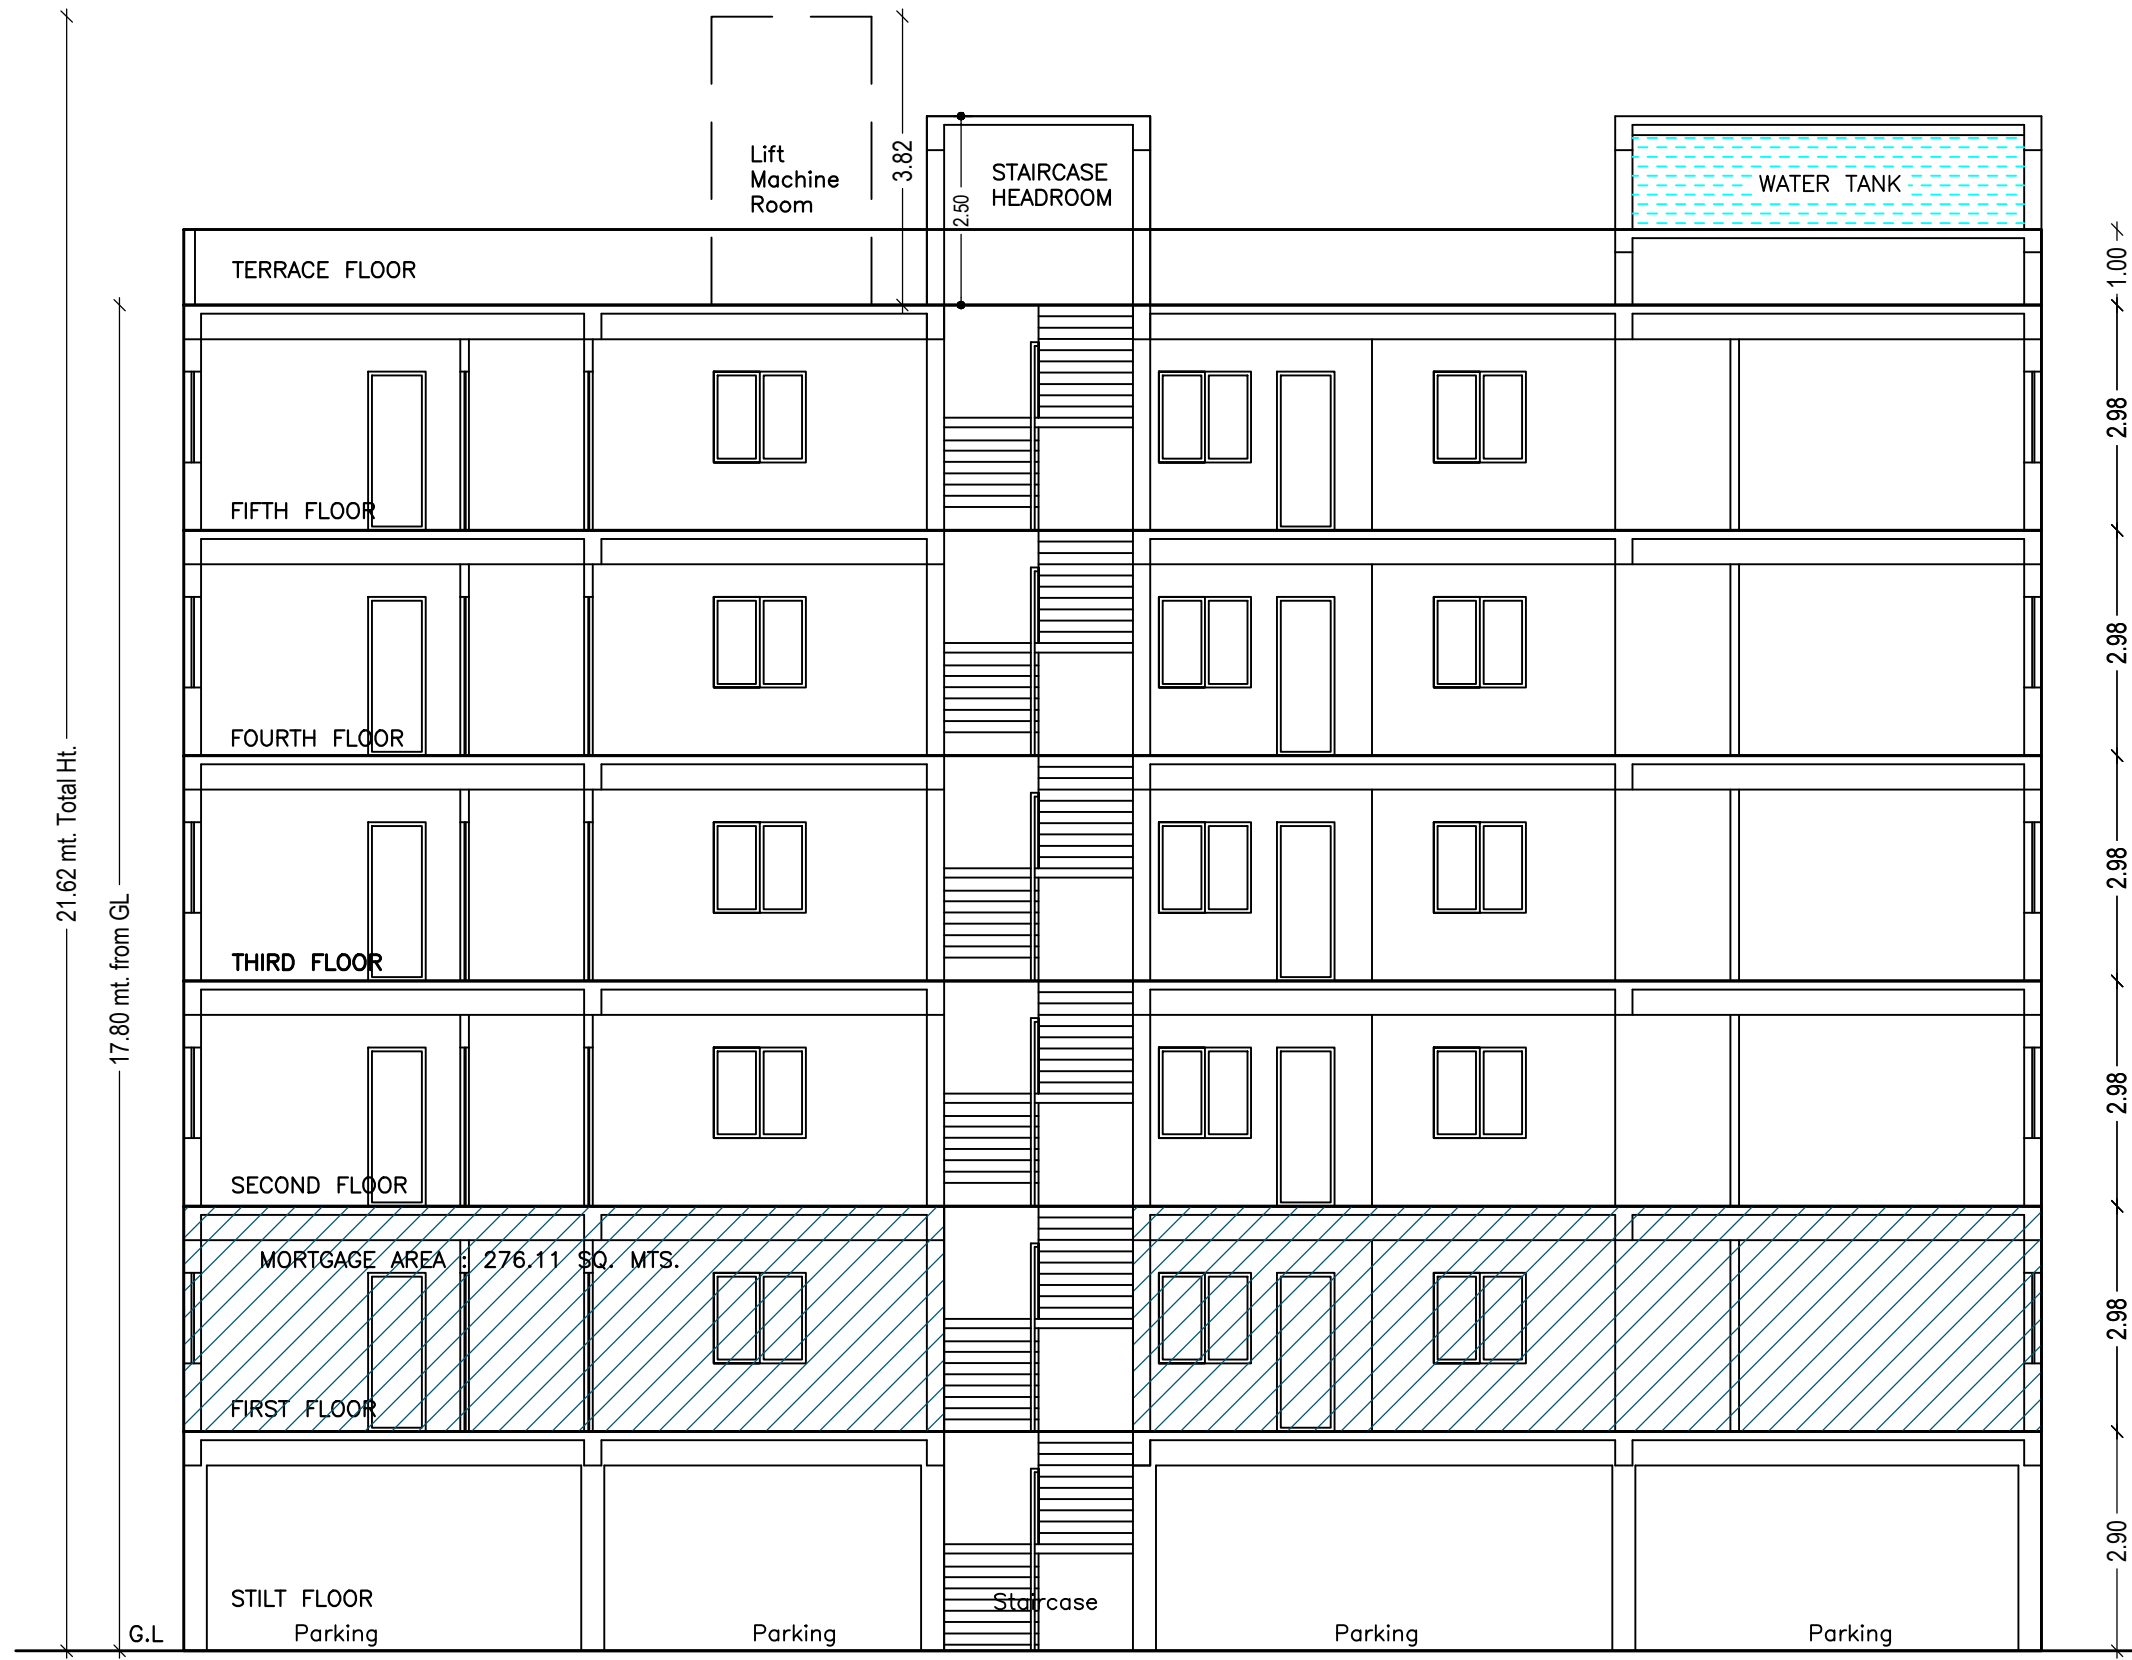 Lift
Machine
Room
3.82
2.50
STAIRCASE
HEADROOM
WATER TANK
TERRACE FLOOR
1.00
2.98
FIFTH FLOOR
2.98
FOURTH FLOOR
21.62 mt. Total Ht.
17.80 mt. from GL
2.98
THIRD FLOOR
2.98
SECOND FLOOR
MORTGAGE AREA : 276.11 SQ. MTS.
2.98
FIRST FLOOR
2.90
STILT FLOOR
Staircase
G.L
Parking
Parking
Parking
Parking